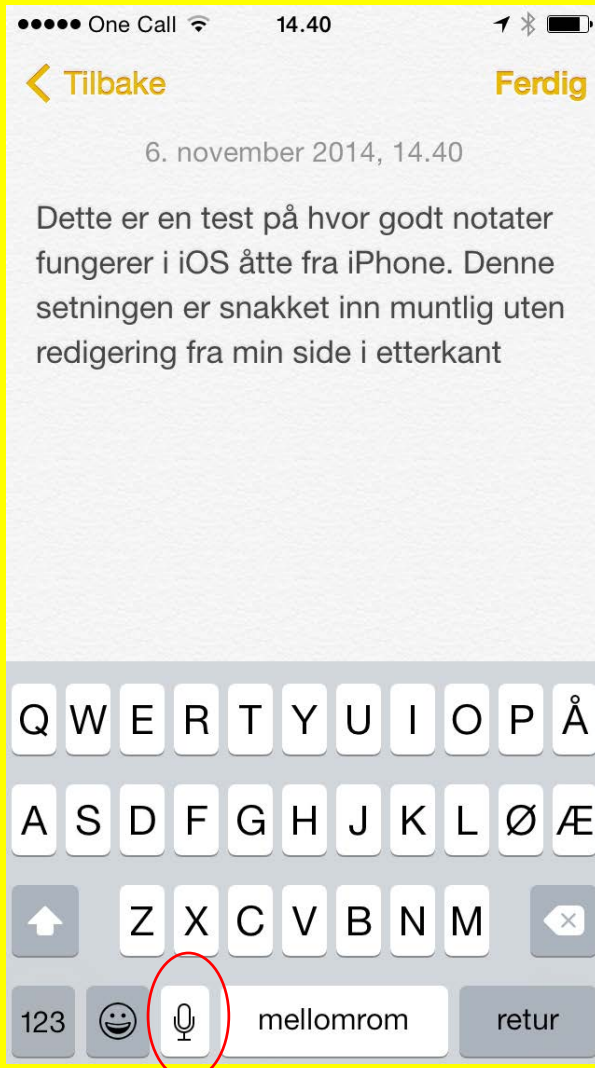 One Call 14.40
Tilbake Ferdig
6. november 2014, 14.40
Dette er en test på hvor godt notater
fungerer i iOS åtte fra iPhone. Denne
setningen er snakket inn muntlig uten
redigering fra min side i etterkant
Q W E R T Y U I O P Å
A S D F G H J K L Ø Æ
Z X C V B N M
123 mellomrom retur